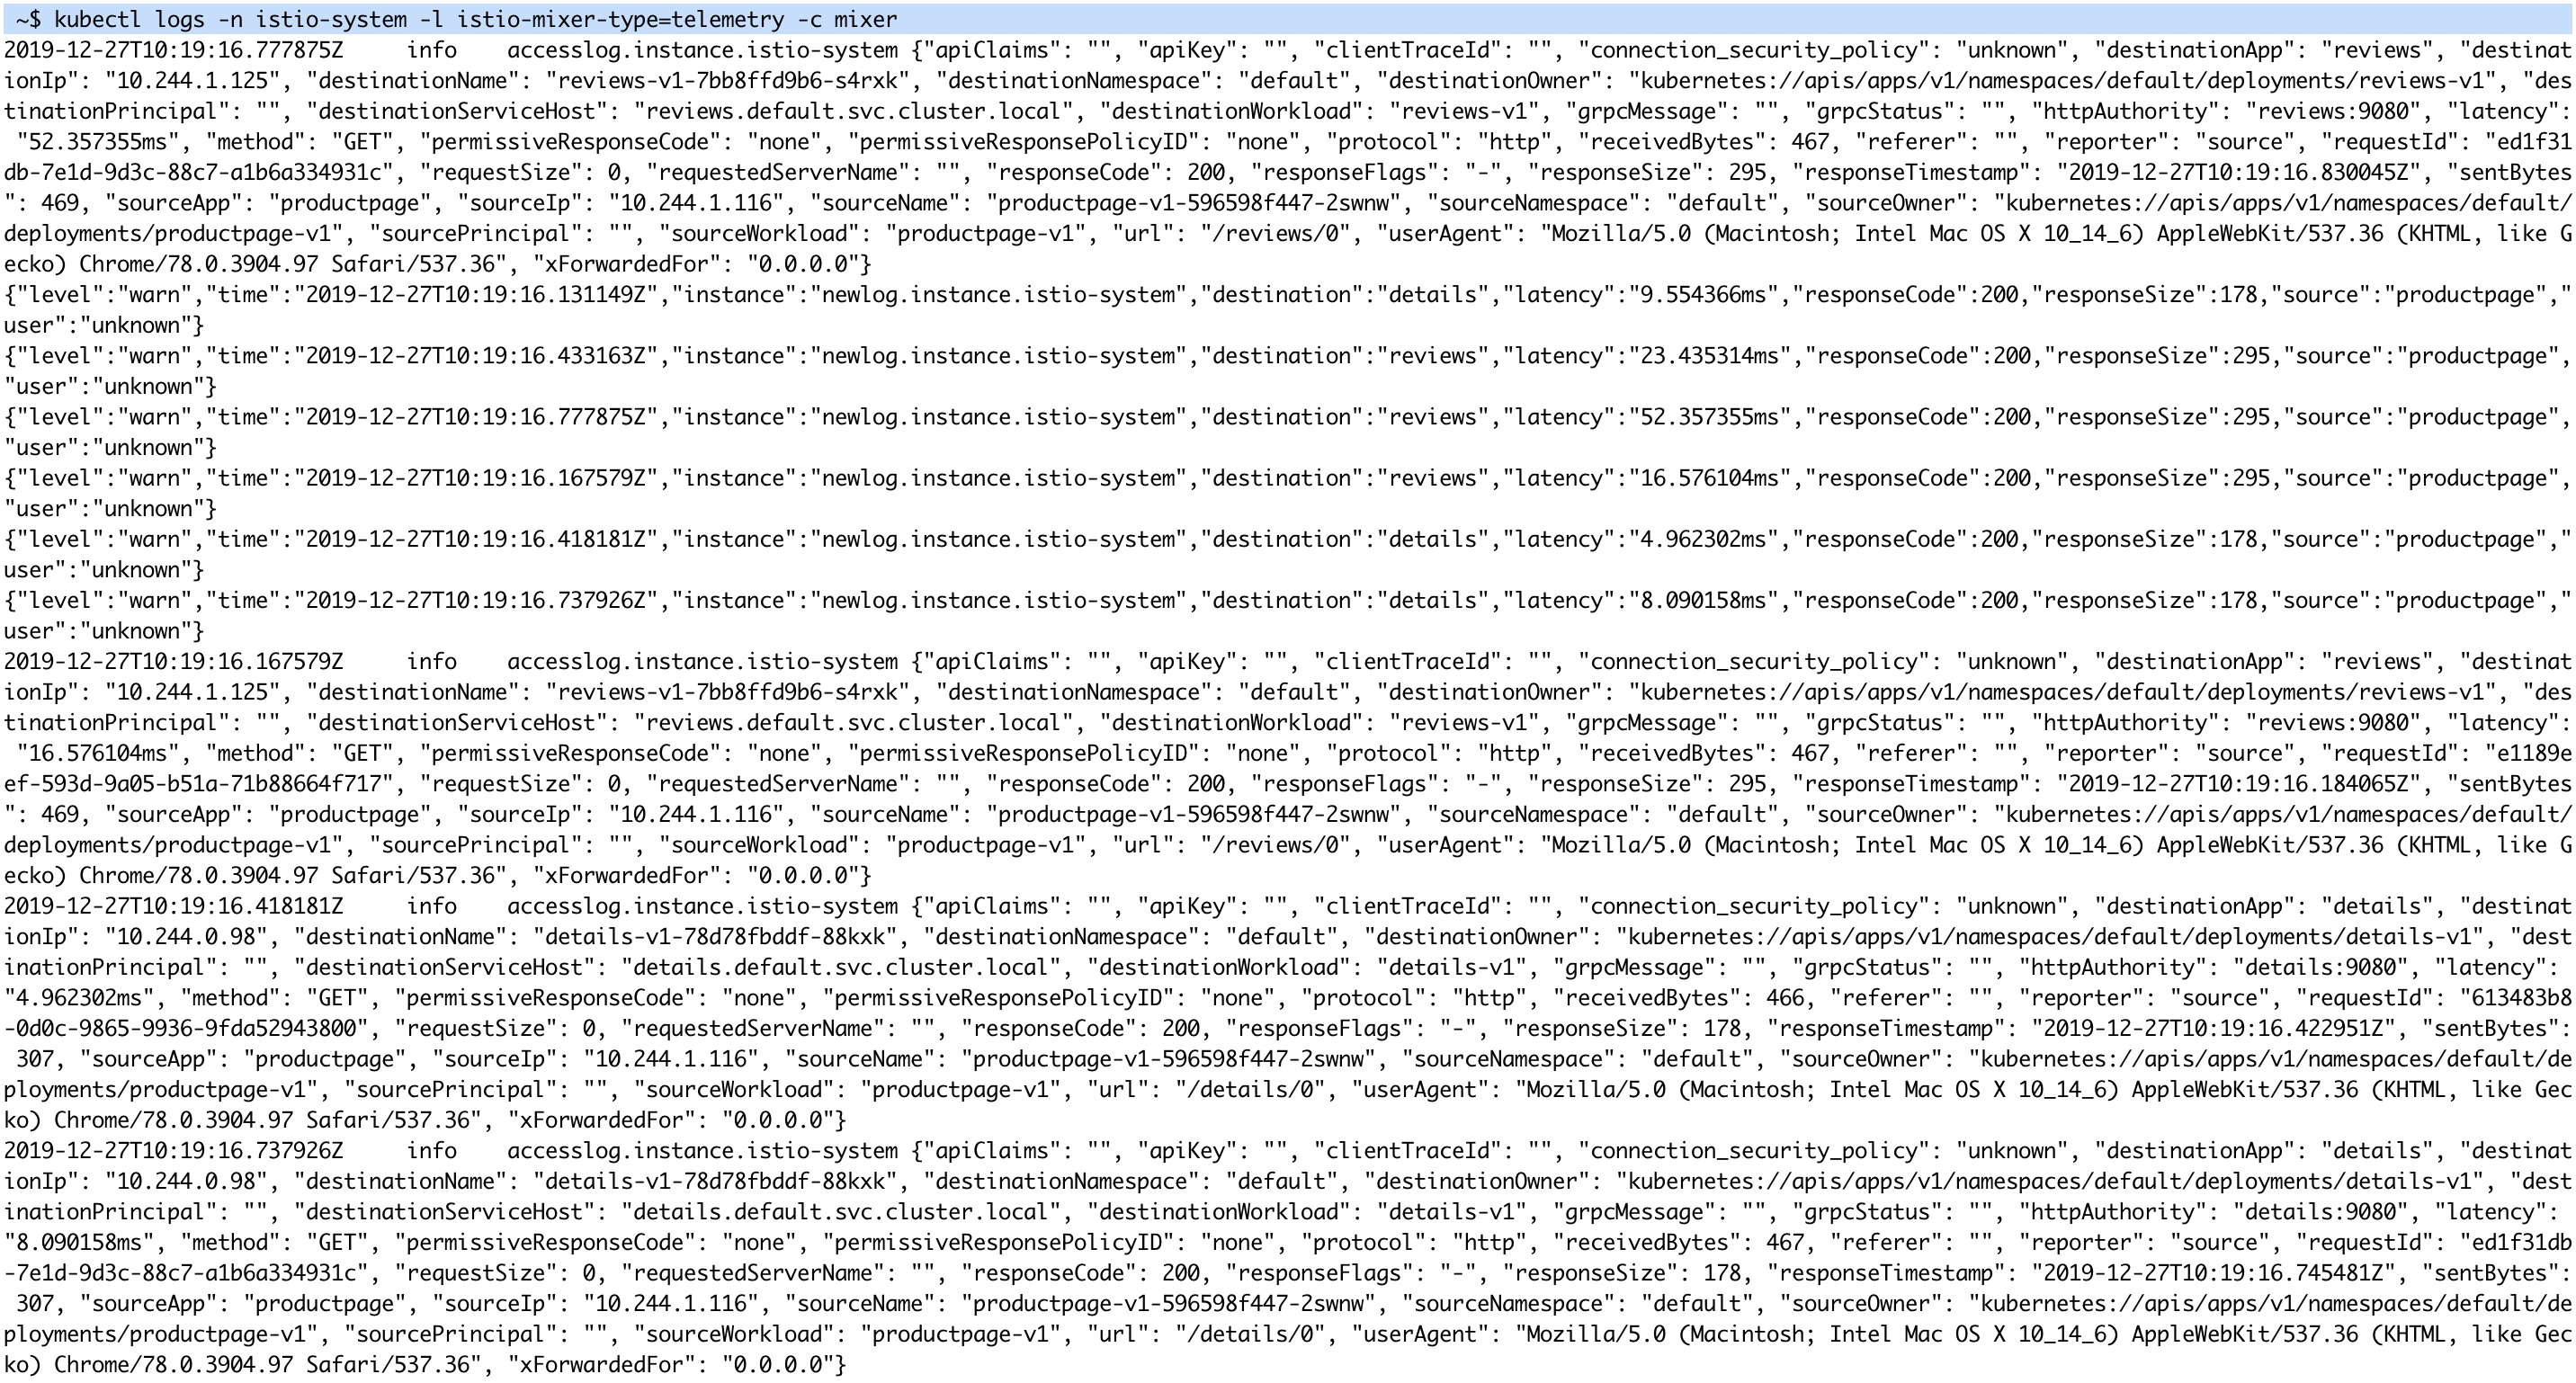 ~$ kubectl logs -n istio-system -l istio-mixer-type=telemetry -c mixer
2019-12-27T10:19:16.777875Z     info    accesslog.instance.istio-system {"apiClaims": "", "apiKey": "", "clientTraceId": "", "connection_security_policy": "unknown", "destinationApp": "reviews", "destinat
ionIp": "10.244.1.125", "destinationName": "reviews-v1-7bb8ffd9b6-s4rxk", "destinationNamespace": "default", "destinationOwner": "kubernetes://apis/apps/v1/namespaces/default/deployments/reviews-v1", "des
tinationPrincipal": "", "destinationServiceHost": "reviews.default.svc.cluster.local", "destinationWorkload": "reviews-v1", "grpcMessage": "", "grpcStatus": "", "httpAuthority": "reviews:9080", "latency":
 "52.357355ms", "method": "GET", "permissiveResponseCode": "none", "permissiveResponsePolicyID": "none", "protocol": "http", "receivedBytes": 467, "referer": "", "reporter": "source", "requestId": "ed1f31
db-7e1d-9d3c-88c7-a1b6a334931c", "requestSize": 0, "requestedServerName": "", "responseCode": 200, "responseFlags": "-", "responseSize": 295, "responseTimestamp": "2019-12-27T10:19:16.830045Z", "sentBytes
": 469, "sourceApp": "productpage", "sourceIp": "10.244.1.116", "sourceName": "productpage-v1-596598f447-2swnw", "sourceNamespace": "default", "sourceOwner": "kubernetes://apis/apps/v1/namespaces/default/
deployments/productpage-v1", "sourcePrincipal": "", "sourceWorkload": "productpage-v1", "url": "/reviews/0", "userAgent": "Mozilla/5.0 (Macintosh; Intel Mac OS X 10_14_6) AppleWebKit/537.36 (KHTML, like G
ecko) Chrome/78.0.3904.97 Safari/537.36", "xForwardedFor": "0.0.0.0"}
{"level":"warn","time":"2019-12-27T10:19:16.131149Z","instance":"newlog.instance.istio-system","destination":"details","latency":"9.554366ms","responseCode":200,"responseSize":178,"source":"productpage","
user":"unknown"}
{"level":"warn","time":"2019-12-27T10:19:16.433163Z","instance":"newlog.instance.istio-system","destination":"reviews","latency":"23.435314ms","responseCode":200,"responseSize":295,"source":"productpage",
"user":"unknown"}
{"level":"warn","time":"2019-12-27T10:19:16.777875Z","instance":"newlog.instance.istio-system","destination":"reviews","latency":"52.357355ms","responseCode":200,"responseSize":295,"source":"productpage",
"user":"unknown"}
{"level":"warn","time":"2019-12-27T10:19:16.167579Z","instance":"newlog.instance.istio-system","destination":"reviews","latency":"16.576104ms","responseCode":200,"responseSize":295,"source":"productpage",
"user":"unknown"}
{"level":"warn","time":"2019-12-27T10:19:16.418181Z","instance":"newlog.instance.istio-system","destination":"details","latency":"4.962302ms","responseCode":200,"responseSize":178,"source":"productpage","
user":"unknown"}
{"level":"warn","time":"2019-12-27T10:19:16.737926Z","instance":"newlog.instance.istio-system","destination":"details","latency":"8.090158ms","responseCode":200,"responseSize":178,"source":"productpage","
user":"unknown"}
2019-12-27T10:19:16.167579Z     info    accesslog.instance.istio-system {"apiClaims": "", "apiKey": "", "clientTraceId": "", "connection_security_policy": "unknown", "destinationApp": "reviews", "destinat
ionIp": "10.244.1.125", "destinationName": "reviews-v1-7bb8ffd9b6-s4rxk", "destinationNamespace": "default", "destinationOwner": "kubernetes://apis/apps/v1/namespaces/default/deployments/reviews-v1", "des
tinationPrincipal": "", "destinationServiceHost": "reviews.default.svc.cluster.local", "destinationWorkload": "reviews-v1", "grpcMessage": "", "grpcStatus": "", "httpAuthority": "reviews:9080", "latency":
 "16.576104ms", "method": "GET", "permissiveResponseCode": "none", "permissiveResponsePolicyID": "none", "protocol": "http", "receivedBytes": 467, "referer": "", "reporter": "source", "requestId": "e1189e
ef-593d-9a05-b51a-71b88664f717", "requestSize": 0, "requestedServerName": "", "responseCode": 200, "responseFlags": "-", "responseSize": 295, "responseTimestamp": "2019-12-27T10:19:16.184065Z", "sentBytes
": 469, "sourceApp": "productpage", "sourceIp": "10.244.1.116", "sourceName": "productpage-v1-596598f447-2swnw", "sourceNamespace": "default", "sourceOwner": "kubernetes://apis/apps/v1/namespaces/default/
deployments/productpage-v1", "sourcePrincipal": "", "sourceWorkload": "productpage-v1", "url": "/reviews/0", "userAgent": "Mozilla/5.0 (Macintosh; Intel Mac OS X 10_14_6) AppleWebKit/537.36 (KHTML, like G
ecko) Chrome/78.0.3904.97 Safari/537.36", "xForwardedFor": "0.0.0.0"}
2019-12-27T10:19:16.418181Z     info    accesslog.instance.istio-system {"apiClaims": "", "apiKey": "", "clientTraceId": "", "connection_security_policy": "unknown", "destinationApp": "details", "destinat
ionIp": "10.244.0.98", "destinationName": "details-v1-78d78fbddf-88kxk", "destinationNamespace": "default", "destinationOwner": "kubernetes://apis/apps/v1/namespaces/default/deployments/details-v1", "dest
inationPrincipal": "", "destinationServiceHost": "details.default.svc.cluster.local", "destinationWorkload": "details-v1", "grpcMessage": "", "grpcStatus": "", "httpAuthority": "details:9080", "latency":
"4.962302ms", "method": "GET", "permissiveResponseCode": "none", "permissiveResponsePolicyID": "none", "protocol": "http", "receivedBytes": 466, "referer": "", "reporter": "source", "requestId": "613483b8
-0d0c-9865-9936-9fda52943800", "requestSize": 0, "requestedServerName": "", "responseCode": 200, "responseFlags": "-", "responseSize": 178, "responseTimestamp": "2019-12-27T10:19:16.422951Z", "sentBytes":
 307, "sourceApp": "productpage", "sourceIp": "10.244.1.116", "sourceName": "productpage-v1-596598f447-2swnw", "sourceNamespace": "default", "sourceOwner": "kubernetes://apis/apps/v1/namespaces/default/de
ployments/productpage-v1", "sourcePrincipal": "", "sourceWorkload": "productpage-v1", "url": "/details/0", "userAgent": "Mozilla/5.0 (Macintosh; Intel Mac OS X 10_14_6) AppleWebKit/537.36 (KHTML, like Gec
ko) Chrome/78.0.3904.97 Safari/537.36", "xForwardedFor": "0.0.0.0"}
2019-12-27T10:19:16.737926Z     info    accesslog.instance.istio-system {"apiClaims": "", "apiKey": "", "clientTraceId": "", "connection_security_policy": "unknown", "destinationApp": "details", "destinat
ionIp": "10.244.0.98", "destinationName": "details-v1-78d78fbddf-88kxk", "destinationNamespace": "default", "destinationOwner": "kubernetes://apis/apps/v1/namespaces/default/deployments/details-v1", "dest
inationPrincipal": "", "destinationServiceHost": "details.default.svc.cluster.local", "destinationWorkload": "details-v1", "grpcMessage": "", "grpcStatus": "", "httpAuthority": "details:9080", "latency":
"8.090158ms", "method": "GET", "permissiveResponseCode": "none", "permissiveResponsePolicyID": "none", "protocol": "http", "receivedBytes": 467, "referer": "", "reporter": "source", "requestId": "ed1f31db
-7e1d-9d3c-88c7-a1b6a334931c", "requestSize": 0, "requestedServerName": "", "responseCode": 200, "responseFlags": "-", "responseSize": 178, "responseTimestamp": "2019-12-27T10:19:16.745481Z", "sentBytes":
 307, "sourceApp": "productpage", "sourceIp": "10.244.1.116", "sourceName": "productpage-v1-596598f447-2swnw", "sourceNamespace": "default", "sourceOwner": "kubernetes://apis/apps/v1/namespaces/default/de
ployments/productpage-v1", "sourcePrincipal": "", "sourceWorkload": "productpage-v1", "url": "/details/0", "userAgent": "Mozilla/5.0 (Macintosh; Intel Mac OS X 10_14_6) AppleWebKit/537.36 (KHTML, like Gec
ko) Chrome/78.0.3904.97 Safari/537.36", "xForwardedFor": "0.0.0.0"}